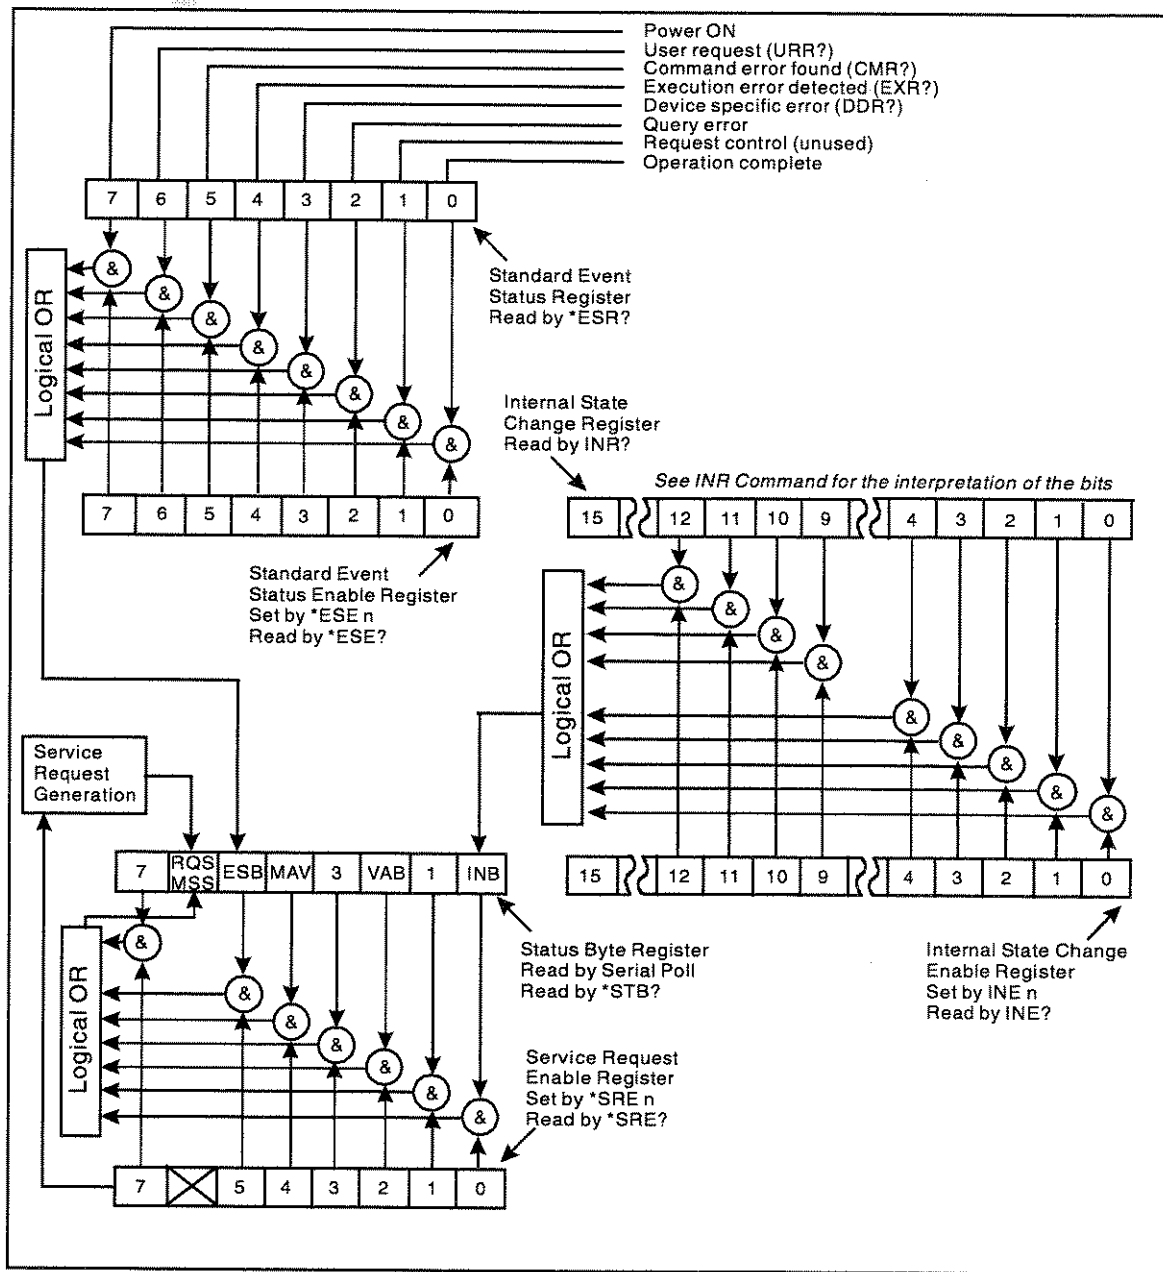 Power ON
User request (URR?)
Command error found (CMR?)
Execution error detected (EXR?)
Device specific error (DDR?)
Query error
Request control (unused)
Operation complete
7 6 5 4 3 2 1 0
&
&
&
&
&
&
&
&
Logical OR
Standard Event
Status Register
Read by *ESR?
7 6 5 4 3 2 1 0
Standard Event
Status Enable Register
Set by *ESE n
Read by *ESE?
Internal State
Change Register
Read by INR?
See INR Command for the interpretation of the bits
15 12 11 10 9 4 3 2 1 0
&
&
&
&
&
&
&
&
&
Logical OR
15 12 11 10 9 4 3 2 1 0
Internal State Change
Enable Register
Set by INE n
Read by INE?
Service
Request
Generation
7 RQS MSS ESB MAV 3 VAB 1 INB
&
&
&
&
&
&
&
Logical OR
Status Byte Register
Read by Serial Poll
Read by *STB?
Service Request
Enable Register
Set by *SRE n
Read by *SRE?
7 5 4 3 2 1 0